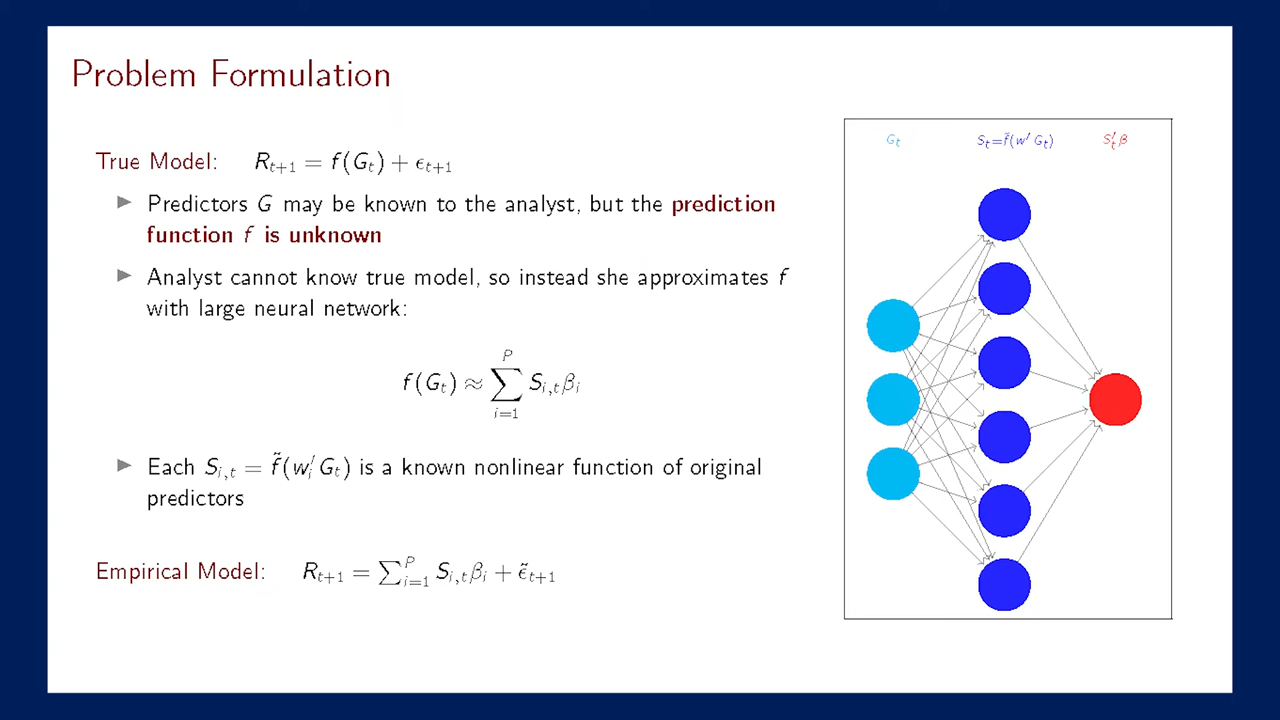 Problem Formulation
True Model: R_{t+1} = f(G_t) + ϵ_{t+1}
▶ Predictors G may be known to the analyst, but the prediction
function f is unknown
▶ Analyst cannot know true model, so instead she approximates f
with large neural network:
f(G_t) ≈ ∑_{i=1}^{P} S_{i,t}β_i
▶ Each S_{i,t} = f̃(w_i′G_t) is a known nonlinear function of original
predictors
Empirical Model: R_{t+1} = ∑_{i=1}^{P} S_{i,t}β_i + ϵ̃_{t+1}
G_t S_t=f̃(w′G_t) S_t′β